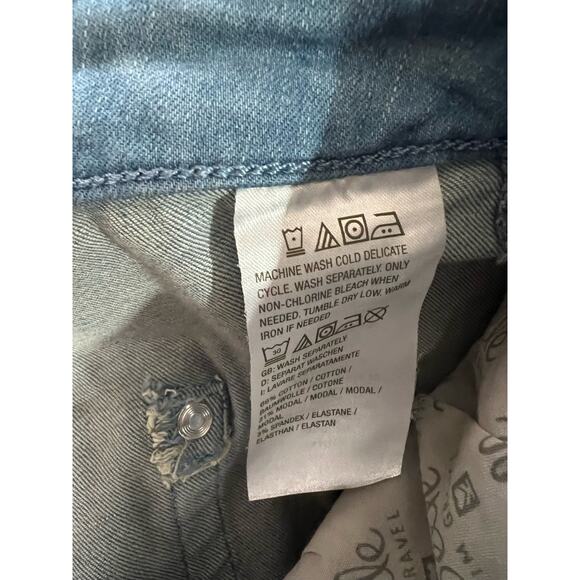 MACHINE WASH COLD DELICATE
CYCLE. WASH SEPARATELY. ONLY
NON-CHLORINE BLEACH WHEN
NEEDED. TUMBLE DRY LOW. WARM
IRON IF NEEDED
30
GB: WASH SEPARATELY
D: SEPARAT WASCHEN
I: LAVARE SEPARATAMENTE
COTTON / COTTON /
BAUMWOLLE / COTONE
MODAL / MODAL /
MODAL
SPANDEX / ELASTANE /
ELASTHAN / ELASTAN
TRAVEL